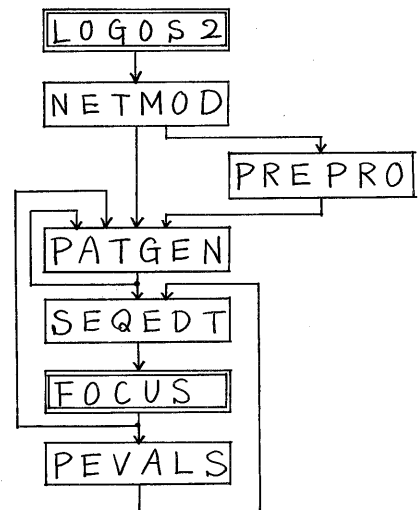 LOGOS2
NETMOD
PREPRO
PATGEN
SEQEDT
FOCUS
PEVALS